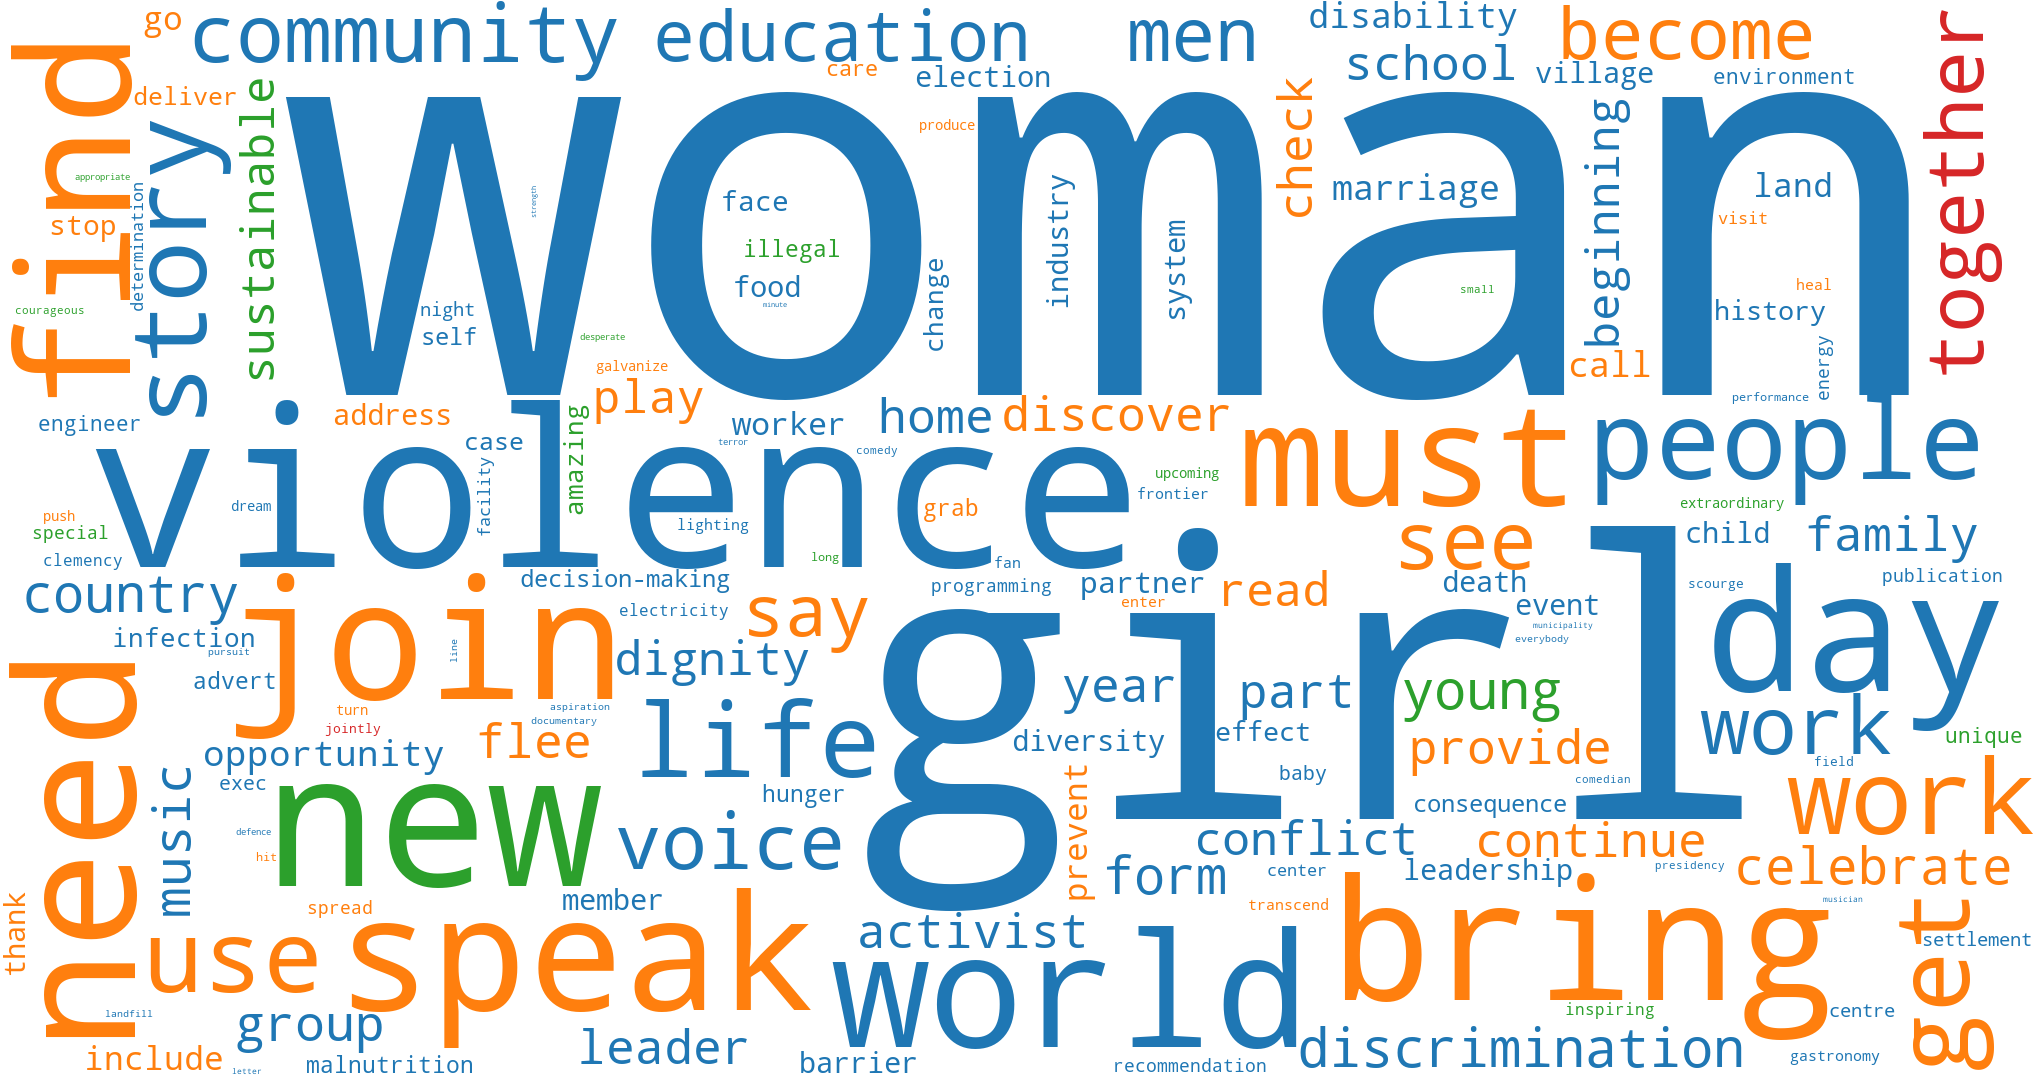 go
community
education
men
disability
become
find
care
election
school
village
environment
together
deliver
sustainable
story
woman
check
beginning
produce
appropriate
determination
strength
face
industry
system
marriage
land
stop
visit
illegal
food
change
small
heal
courageous
night
self
minute
history
desperate
galvanize
call
energy
play
performance
engineer
address
violence
case
amazing
worker
terror
home
comedy
discover
must
people
facility
dream
lighting
grab
upcoming
frontier
extraordinary
push
special
clemency
long
fan
see
child
family
country
join
decision-making
electricity
say
programming
partner
enter
read
death
event
municipality
everybody
scourge
publication
day
infection
pursuit
advert
line
dignity
girl
year
part
young
need
turn
jointly
aspiration
documentary
flee
life
diversity
effect
provide
work
unique
opportunity
exec
music
new
hunger
baby
comedian
field
prevent
consequence
work
defence
hit
voice
conflict
continue
form
center
leadership
presidency
celebrate
thank
use
spread
speak
member
activist
world
transcend
bring
musician
get
settlement
landfill
group
include
letter
malnutrition
leader
barrier
recommendation
discrimination
inspiring
centre
gastronomy